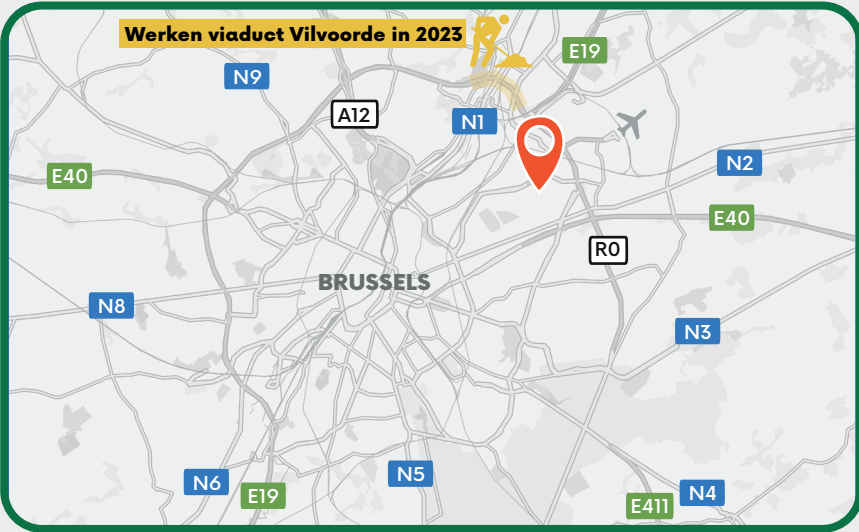 Werken viaduct Vilvoorde in 2023
E19
N9
A12
N1
N2
E40
E40
R0
BRUSSELS
N8
N3
N5
N6
E19
N4
E411